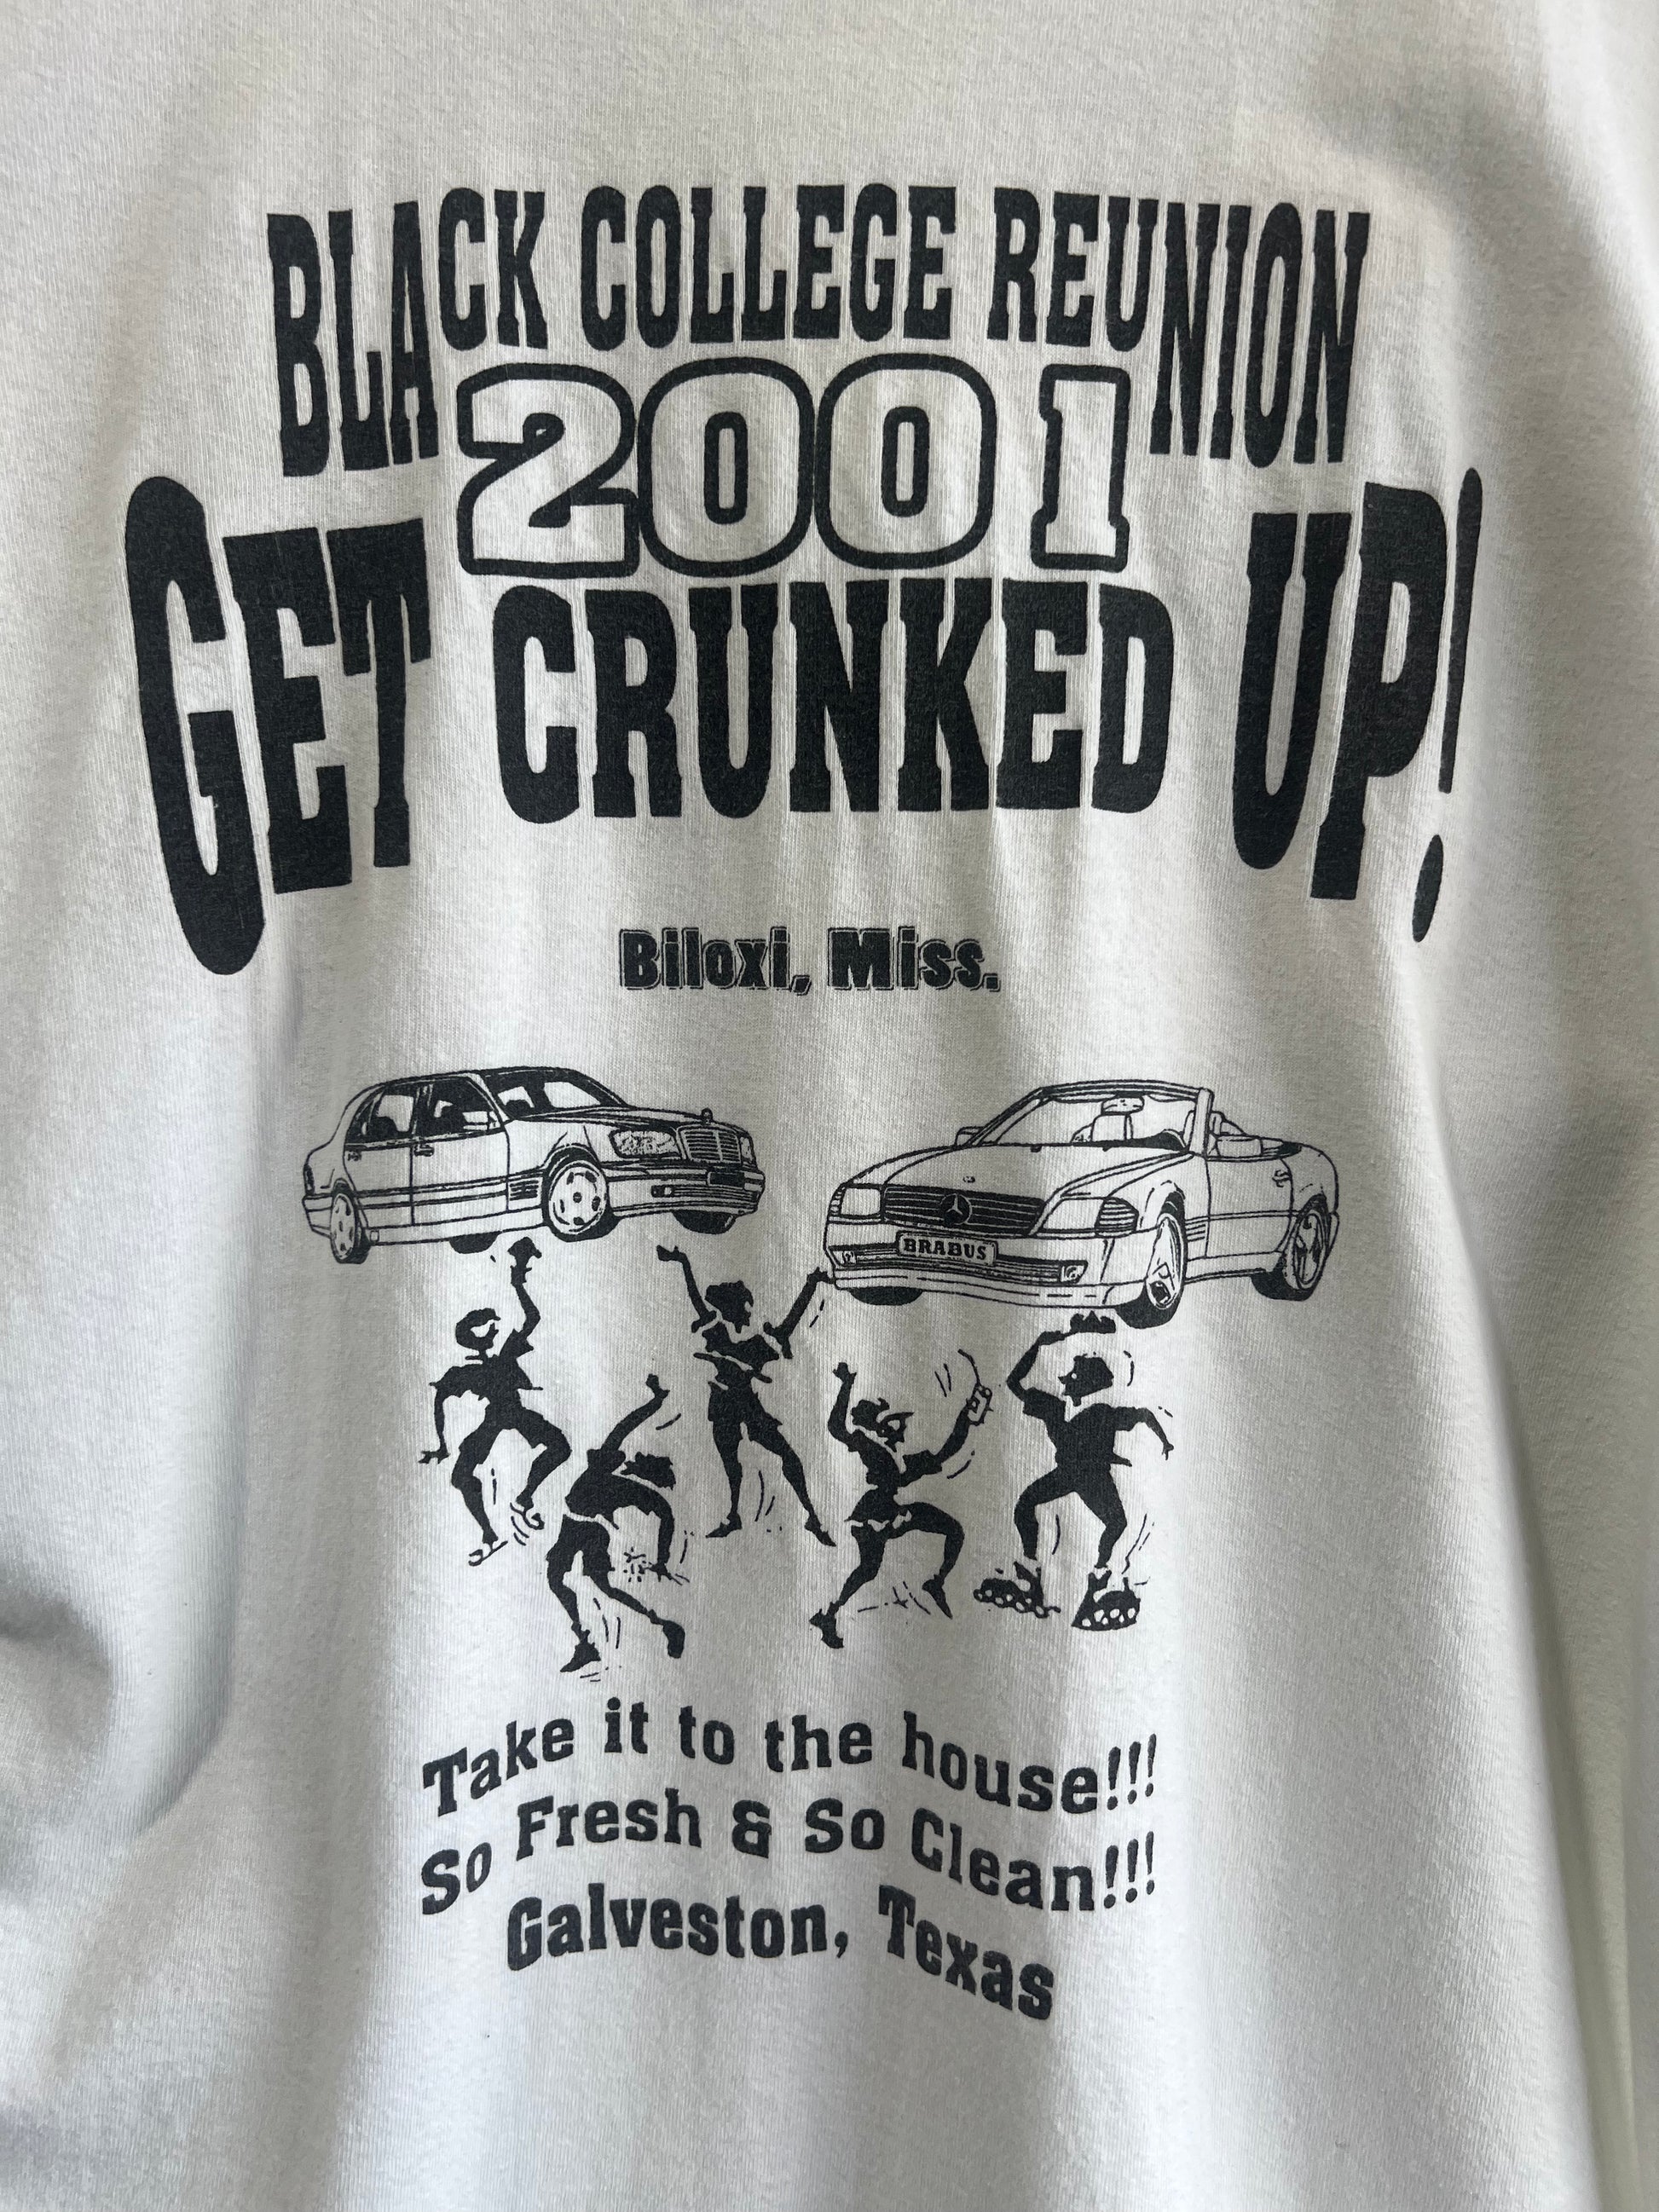 BLACK COLLEGE REUNION
2001
GET CRUNKED UP!
Biloxi, Miss.
BRABUS
Take it to the house!!!
So Fresh & So Clean!!!
Galveston, Texas